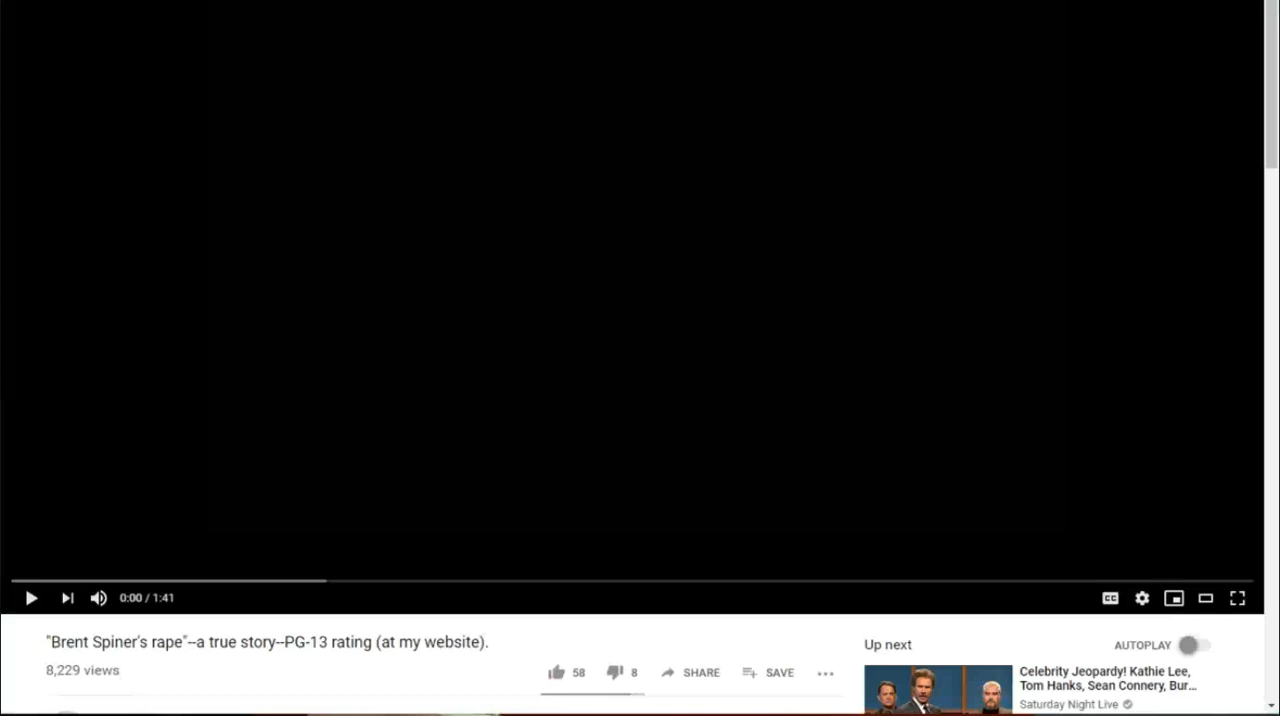 0:00 / 1:41
CC
"Brent Spiner's rape"--a true story--PG-13 rating (at my website).
8,229 views
58
8
SHARE
SAVE
Up next
AUTOPLAY
Celebrity Jeopardy! Kathie Lee,
Tom Hanks, Sean Connery, Bur...
Saturday Night Live